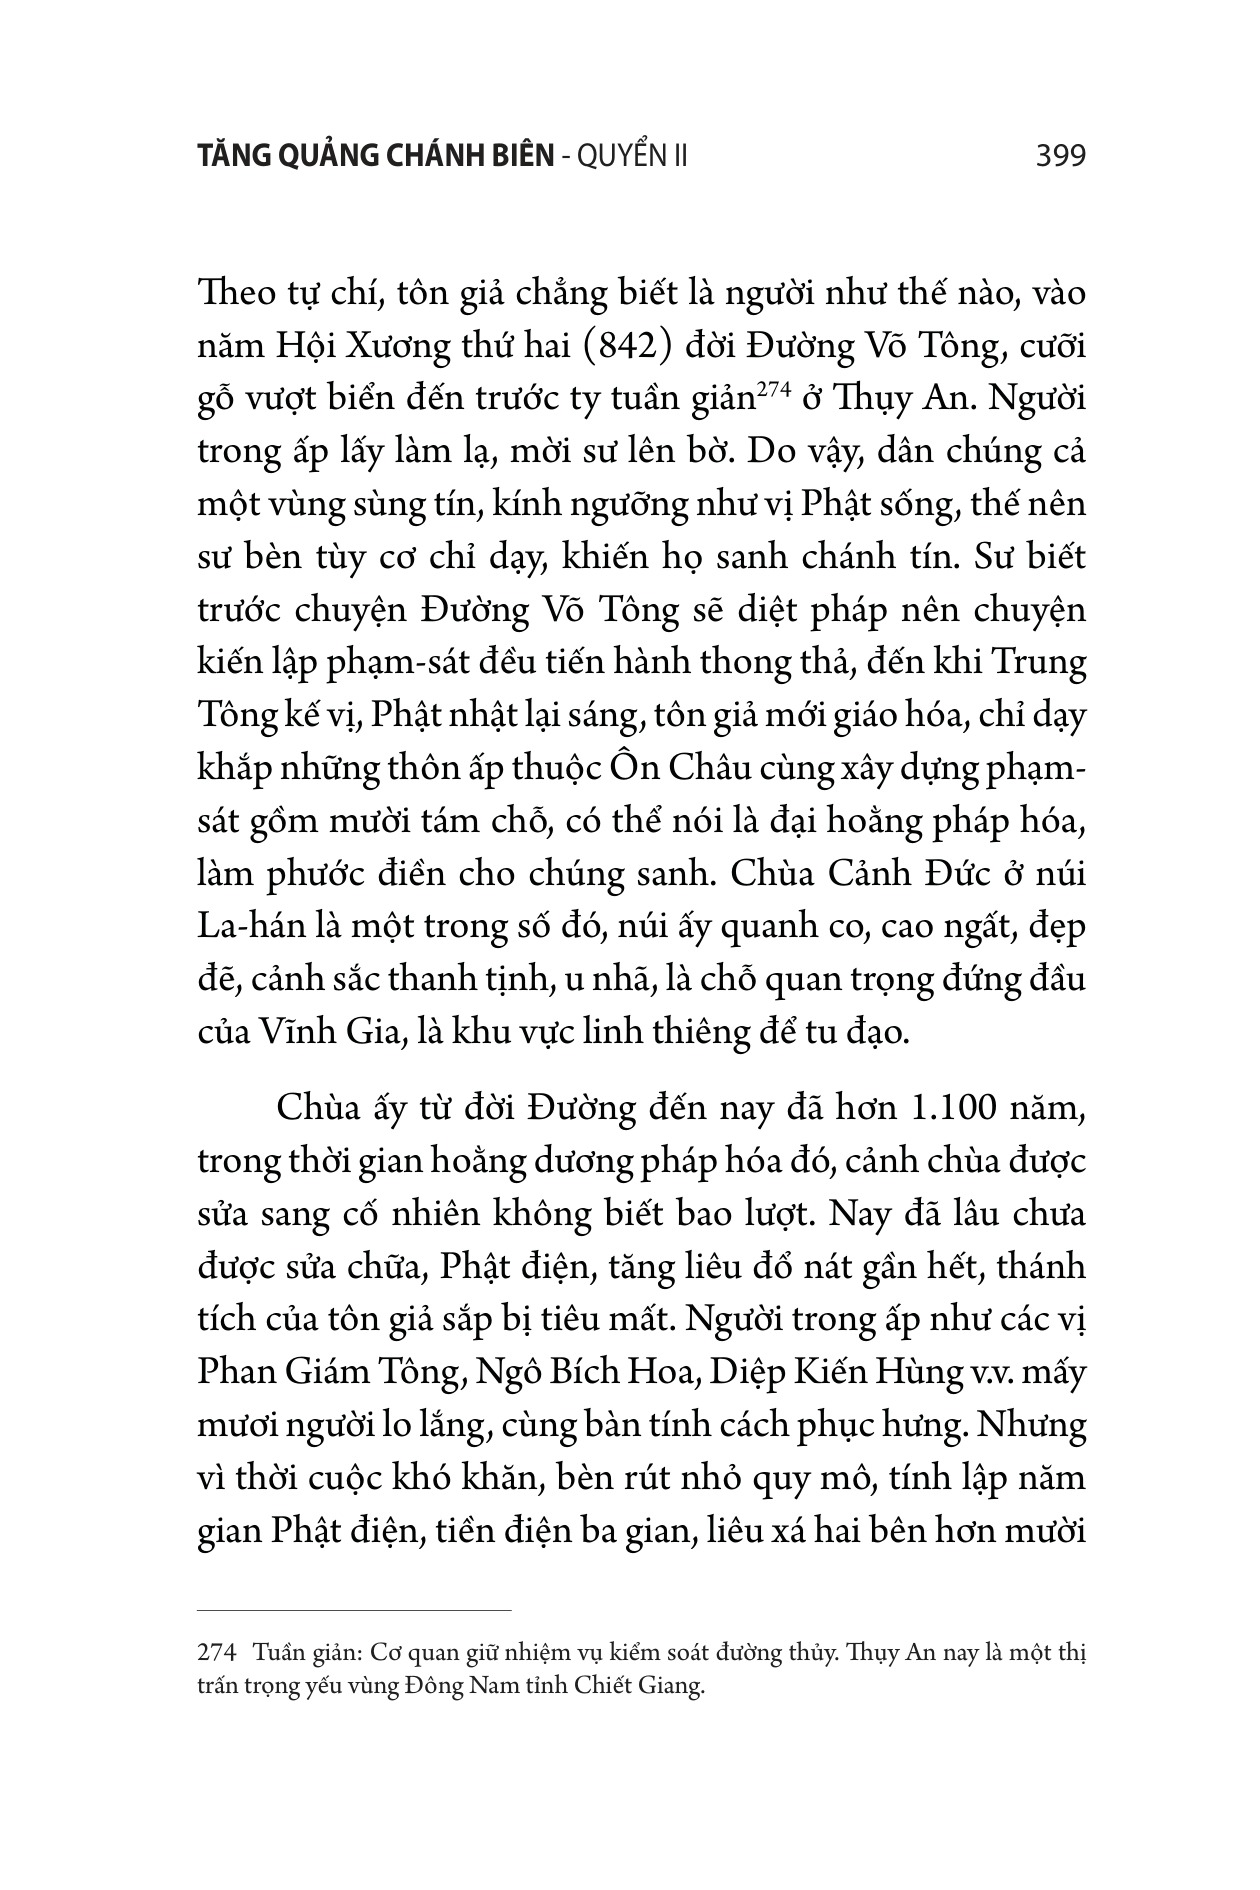 TĂNG QUẢNG CHÁNH BIÊN - QUYỂN II 399
Theo tự chí, tôn giả chẳng biết là người như thế nào, vào
năm Hội Xương thứ hai (842) đời Đường Võ Tông, cưỡi
gỗ vượt biển đến trước ty tuần giản274 ở Thụy An. Người
trong ấp lấy làm lạ, mời sư lên bờ. Do vậy, dân chúng cả
một vùng sùng tín, kính ngưỡng như vị Phật sống, thế nên
sư bèn tùy cơ chỉ dạy, khiến họ sanh chánh tín. Sư biết
trước chuyện Đường Võ Tông sẽ diệt pháp nên chuyện
kiến lập phạm-sát đều tiến hành thong thả, đến khi Trung
Tông kế vị, Phật nhật lại sáng, tôn giả mới giáo hóa, chỉ dạy
khắp những thôn ấp thuộc Ôn Châu cùng xây dựng phạm-
sát gồm mười tám chỗ, có thể nói là đại hoằng pháp hóa,
làm phước điền cho chúng sanh. Chùa Cảnh Đức ở núi
La-hán là một trong số đó, núi ấy quanh co, cao ngất, đẹp
đẽ, cảnh sắc thanh tịnh, u nhã, là chỗ quan trọng đứng đầu
của Vĩnh Gia, là khu vực linh thiêng để tu đạo.
Chùa ấy từ đời Đường đến nay đã hơn 1.100 năm,
trong thời gian hoằng dương pháp hóa đó, cảnh chùa được
sửa sang cố nhiên không biết bao lượt. Nay đã lâu chưa
được sửa chữa, Phật điện, tăng liêu đổ nát gần hết, thánh
tích của tôn giả sắp bị tiêu mất. Người trong ấp như các vị
Phan Giám Tông, Ngô Bích Hoa, Diệp Kiến Hùng v.v. mấy
mươi người lo lắng, cùng bàn tính cách phục hưng. Nhưng
vì thời cuộc khó khăn, bèn rút nhỏ quy mô, tính lập năm
gian Phật điện, tiền điện ba gian, liêu xá hai bên hơn mười
274 Tuần giản: Cơ quan giữ nhiệm vụ kiểm soát đường thủy. Thụy An nay là một thị
trấn trọng yếu vùng Đông Nam tỉnh Chiết Giang.